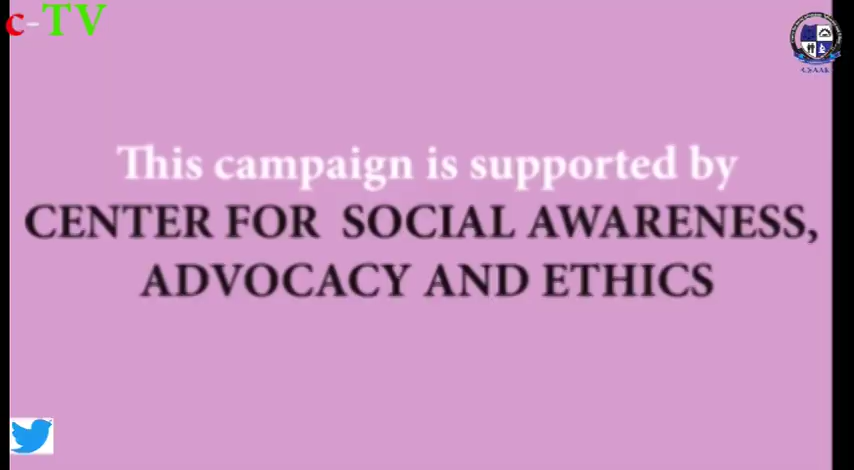 c-TV
This campaign is supported by
CENTER FOR SOCIAL AWARENESS,
ADVOCACY AND ETHICS